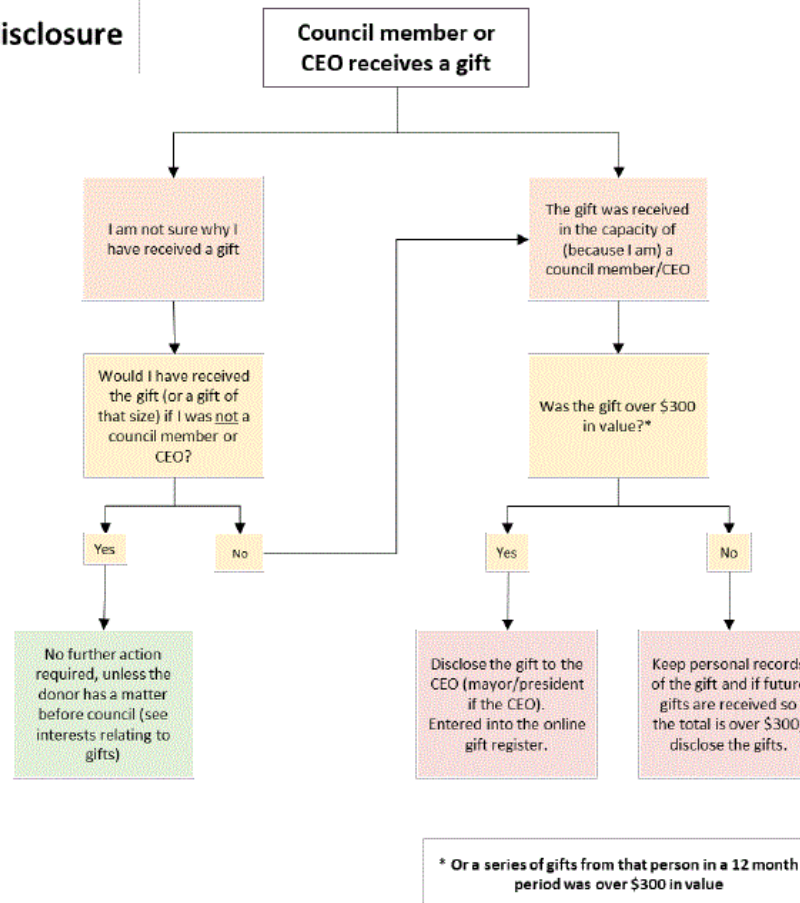 isclosure
Council member or
CEO receives a gift
I am not sure why I
have received a gift
The gift was received
in the capacity of
(because I am) a
council member/CEO
Would I have received
the gift (or a gift of
that size) if I was not a
council member or
CEO?
Was the gift over $300
in value?*
Yes
No
Yes
No
No further action
required, unless the
donor has a matter
before council (see
interests relating to
gifts)
Disclose the gift to the
CEO (mayor/president
if the CEO).
Entered into the online
gift register.
Keep personal records
of the gift and if future
gifts are received so
the total is over $300,
disclose the gifts.
* Or a series of gifts from that person in a 12 month
period was over $300 in value